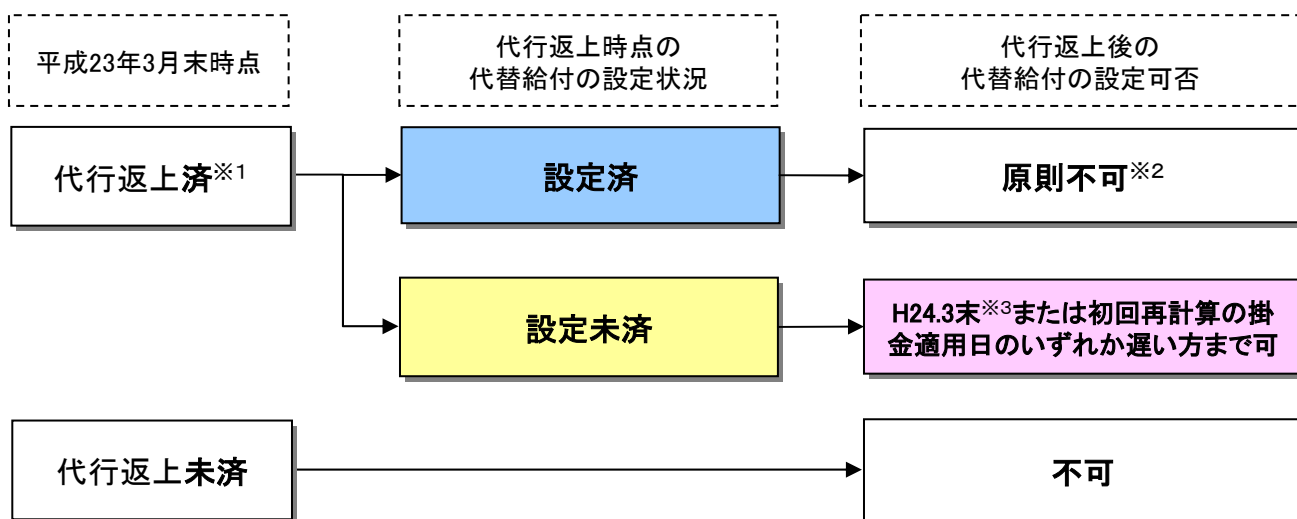 平成23年3月末時点
代行返上時点の
代替給付の設定状況
代行返上後の
代替給付の設定可否
代行返上済※1
設定済
原則不可※2
設定未済
H24.3末※3または初回再計算の掛
金適用日のいずれか遅い方まで可
代行返上未済
不可